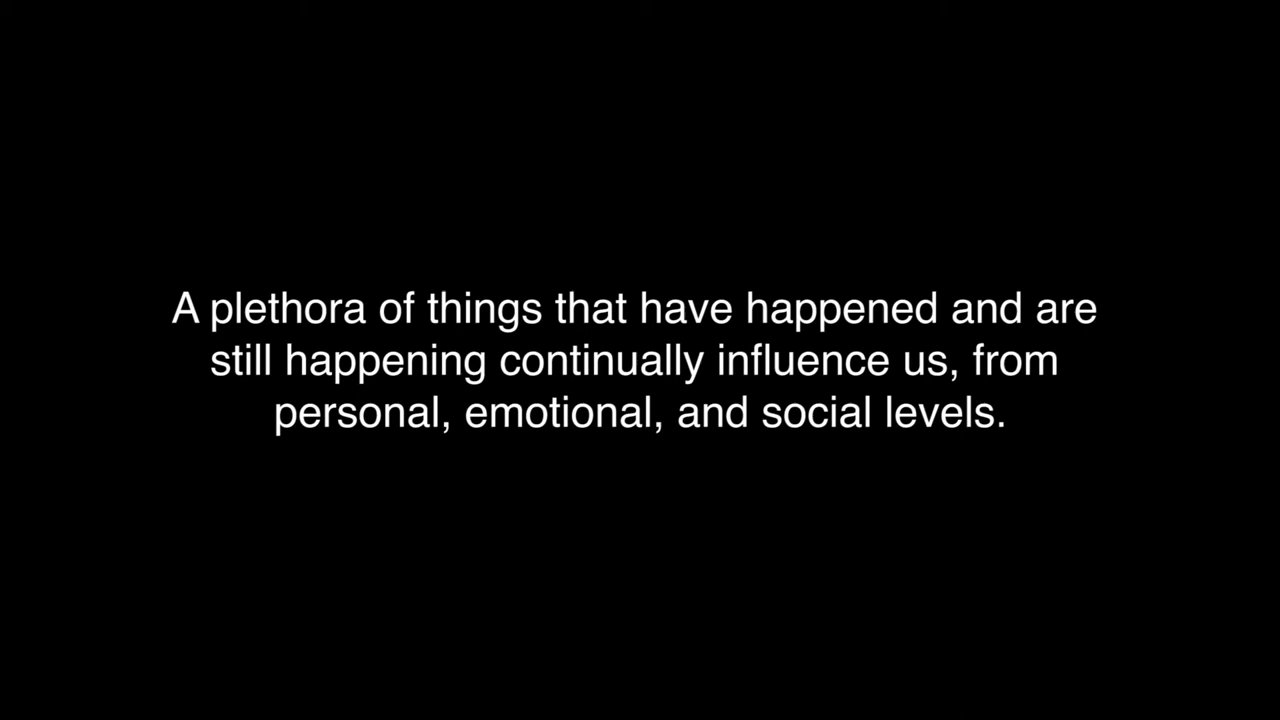 A plethora of things that have happened and are
still happening continually influence us, from
personal, emotional, and social levels.